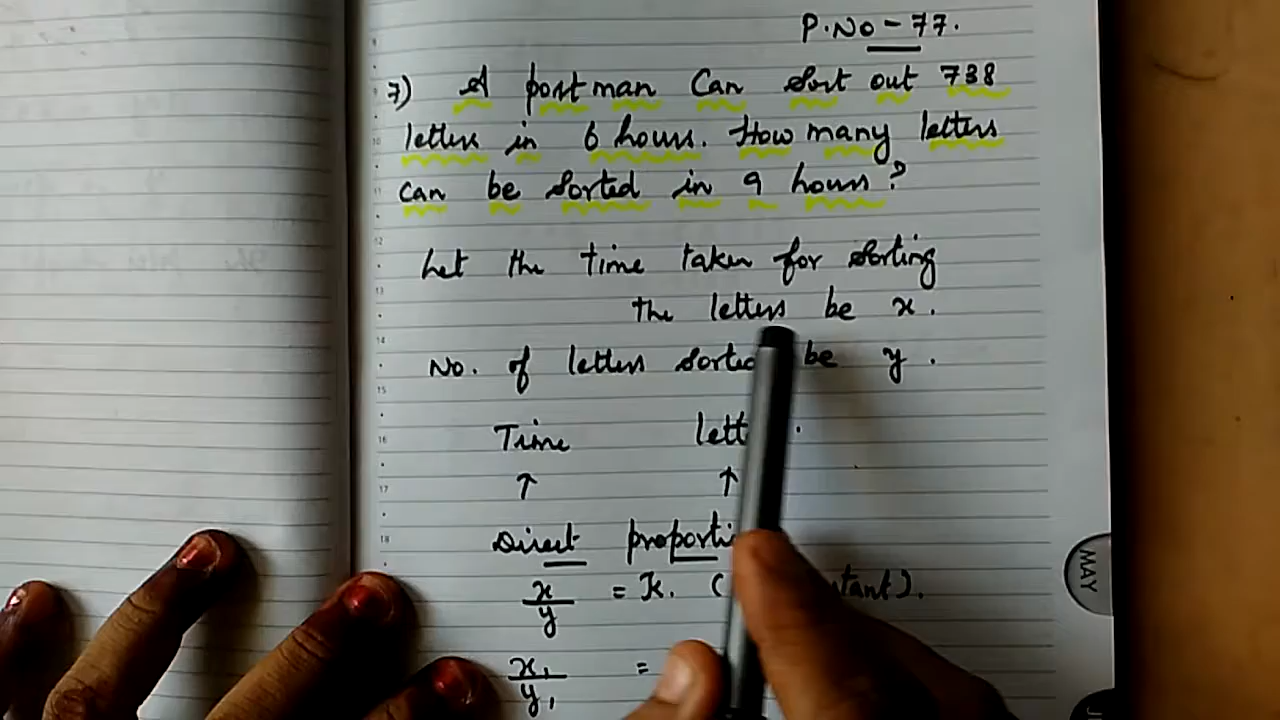 P.No - 77.
7) A postman Can Sort out 738
letters in 6 hours. How many letters
can be Sorted in 9 hours?
Let the time taken for Sorting
the letters be x.
No. of letters Sorted be y.
Time
↑ ↑
Direct
x/y = K. (
x₁/y₁ =
MAY